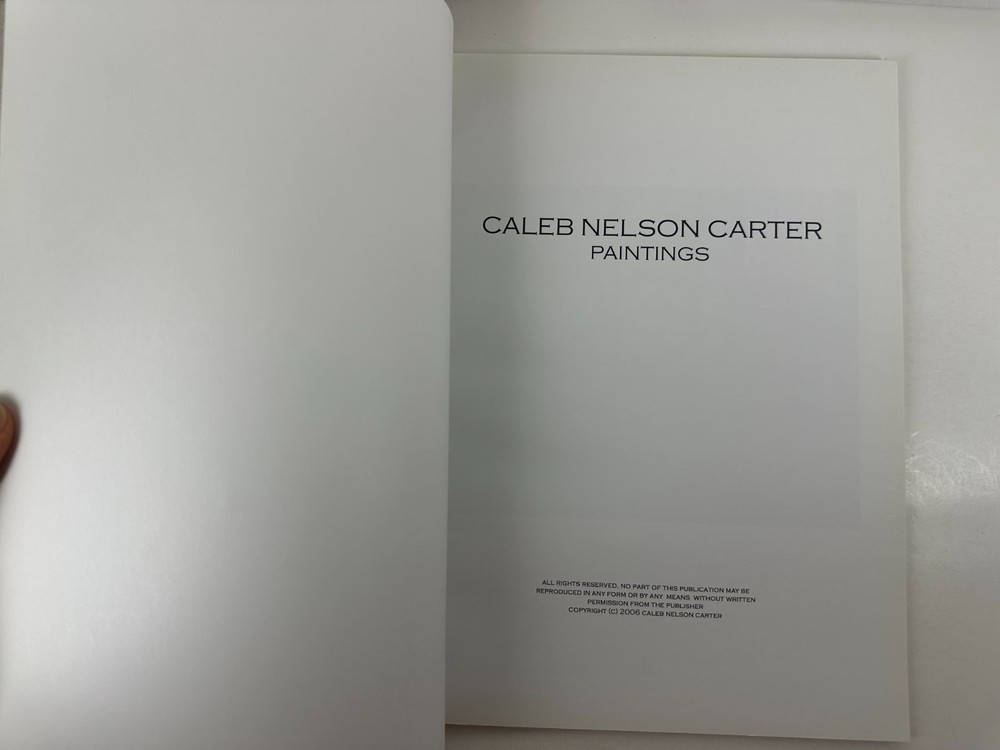 CALEB NELSON CARTER
PAINTINGS
ALL RIGHTS RESERVED. NO PART OF THIS PUBLICATION MAY BE
REPRODUCED IN ANY FORM OR BY ANY MEANS WITHOUT WRITTEN
PERMISSION FROM THE PUBLISHER
COPYRIGHT (C) 2006 CALEB NELSON CARTER